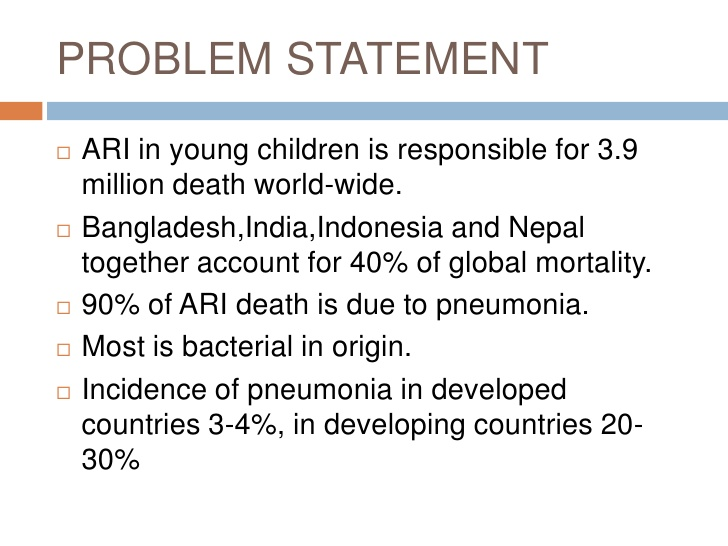 PROBLEM STATEMENT
ARI in young children is responsible for 3.9
million death world-wide.
Bangladesh,India,Indonesia and Nepal
together account for 40% of global mortality.
90% of ARI death is due to pneumonia.
Most is bacterial in origin.
Incidence of pneumonia in developed
countries 3-4%, in developing countries 20-
30%